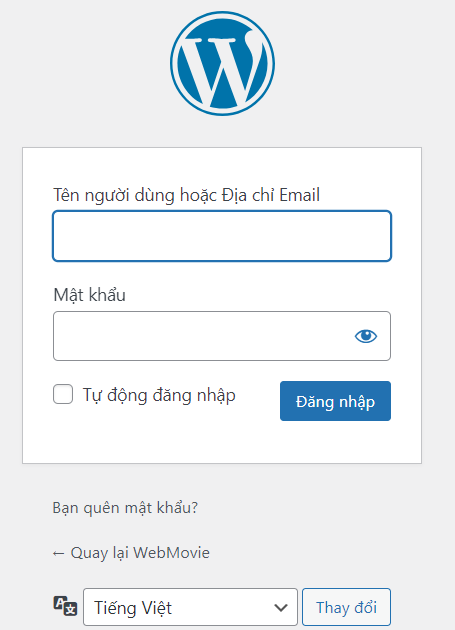 Tên người dùng hoặc Địa chỉ Email
Mật khẩu
Tự động đăng nhập
Đăng nhập
Bạn quên mật khẩu?
← Quay lại WebMovie
Tiếng Việt
Thay đổi